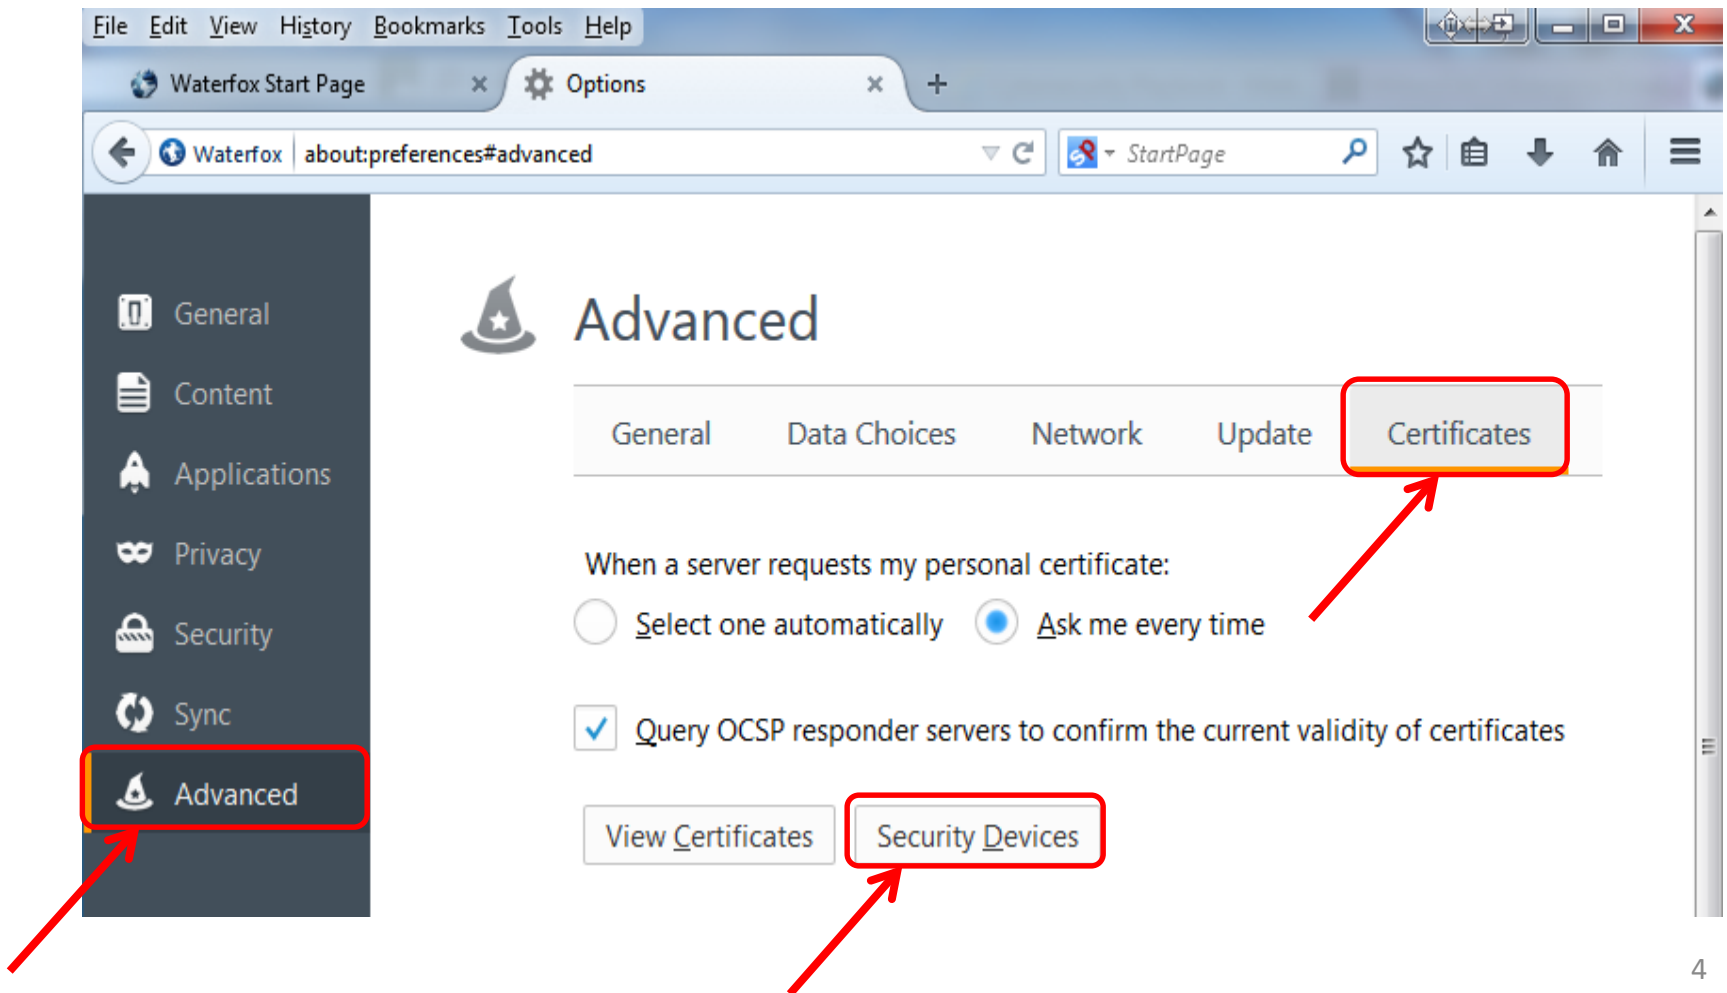 File Edit View History Bookmarks Tools Help
Waterfox Start Page Options
Waterfox about:preferences#advanced StartPage
General
Content
Applications
Privacy
Security
Sync
Advanced
Advanced
General Data Choices Network Update Certificates
When a server requests my personal certificate:
Select one automatically Ask me every time
Query OCSP responder servers to confirm the current validity of certificates
View Certificates Security Devices
4